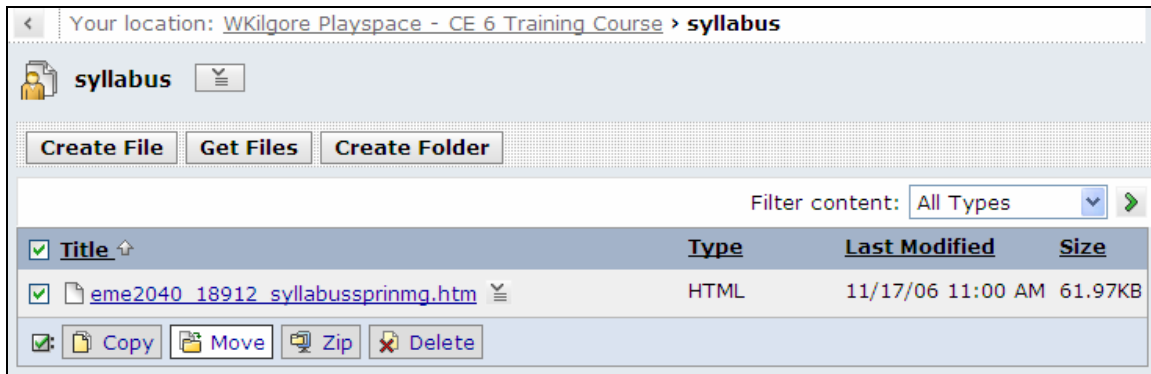 Your location: WKilgore Playspace - CE 6 Training Course › syllabus
syllabus
Create File Get Files Create Folder
Filter content: All Types
Title Type Last Modified Size
eme2040_18912_syllabussprinmg.htm HTML 11/17/06 11:00 AM 61.97KB
: Copy Move Zip Delete